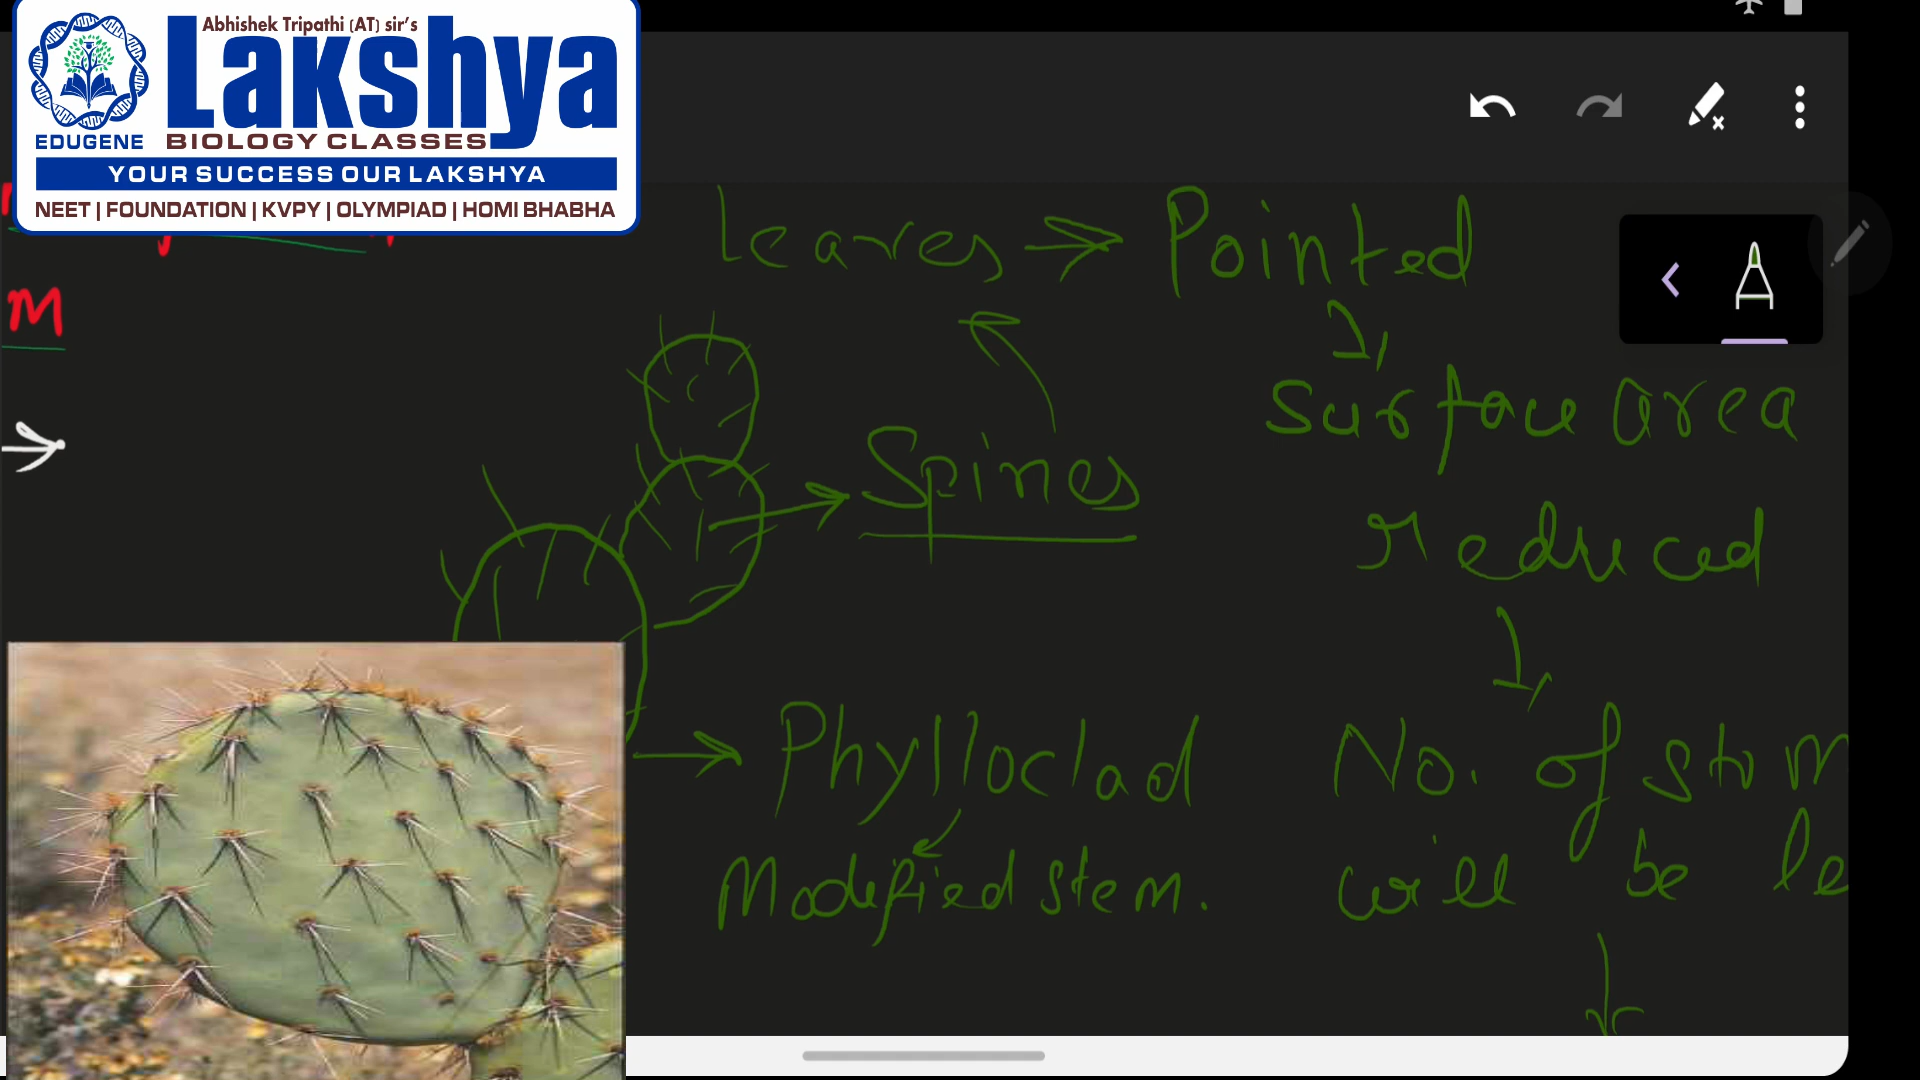 Abhishek Tripathi (AT) sir's
Lakshya
EDUGENE
BIOLOGY CLASSES
YOUR SUCCESS OUR LAKSHYA
NEET | FOUNDATION | KVPY | OLYMPIAD | HOMI BHABHA
M
leaves → Pointed
Surface area
reduced
Spines
Phylloclad
Modified stem.
No. of stom
will be le